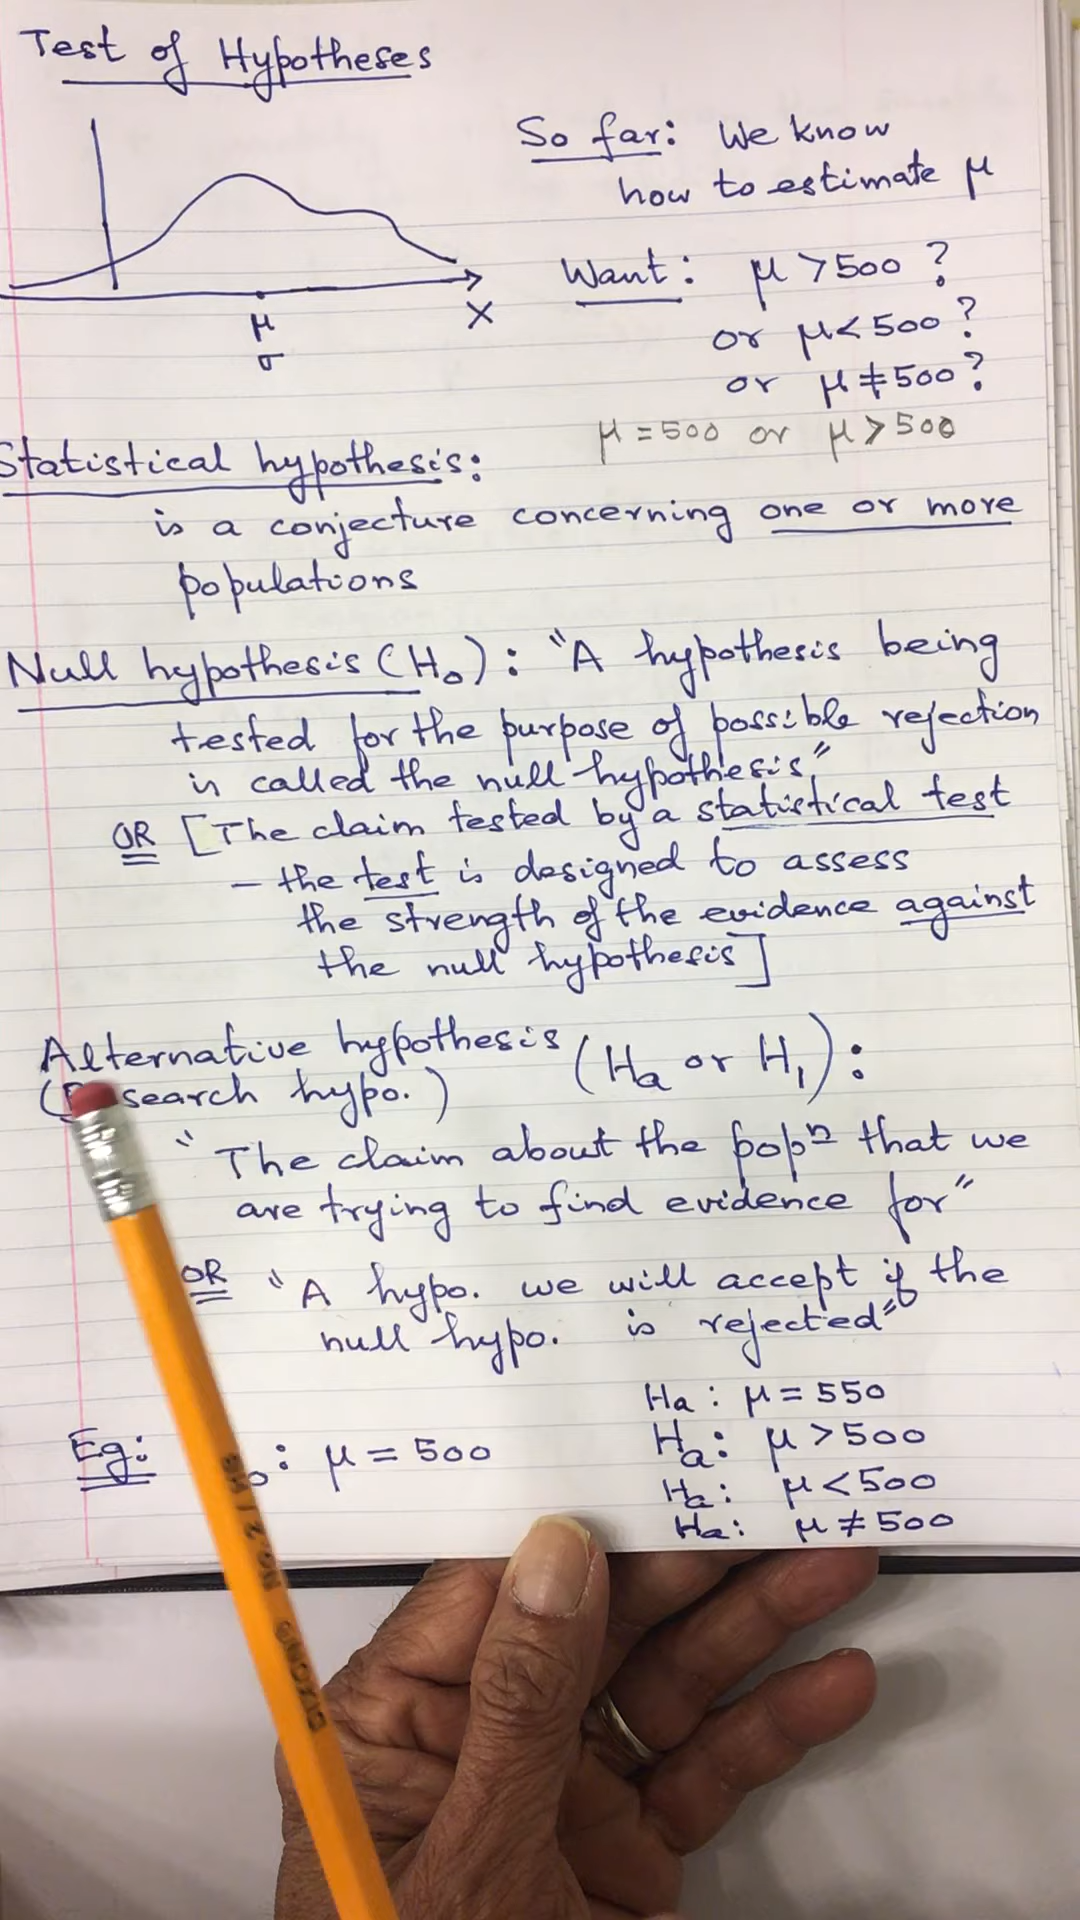 Test of Hypotheses
So far: We know
how to estimate μ
Want: μ > 500 ?
or μ < 500 ?
or μ ≠ 500 ?
μ = 500 or μ > 500
μ
σ
X
Statistical hypothesis:
is a conjecture concerning one or more
populations
Null hypothesis (H₀): "A hypothesis being
tested for the purpose of possible rejection
is called the null hypothesis"
OR [The claim tested by a statistical test
- the test is designed to assess
the strength of the evidence against
the null hypothesis]
Alternative hypothesis (Ha or H₁):
search hypo.)
"The claim about the popⁿ that we
are trying to find evidence for"
OR "A hypo. we will accept if the
null hypo. is rejected"
Eg: ₀: μ = 500
Ha: μ = 550
Ha: μ > 500
Ha: μ < 500
Ha: μ ≠ 500